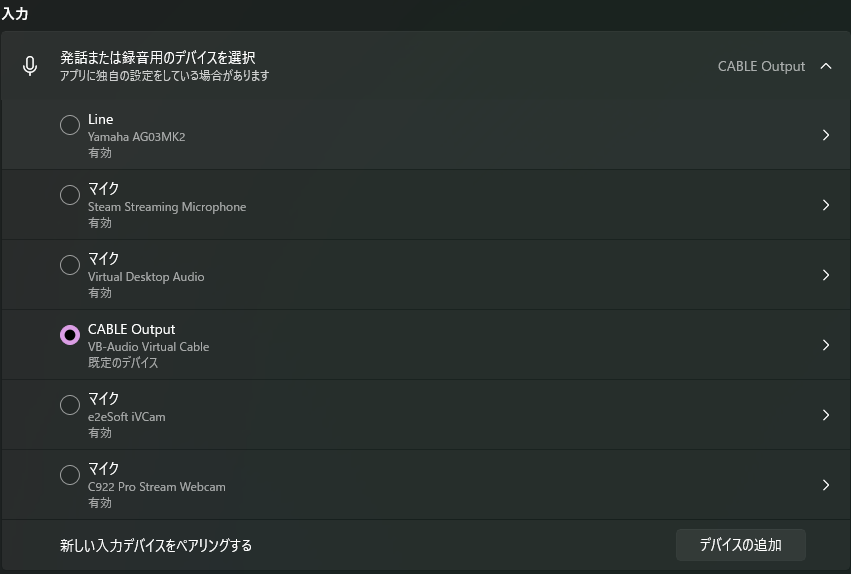 入力
発話または録音用のデバイスを選択
アプリに独自の設定をしている場合があります
CABLE Output
Line
Yamaha AG03MK2
有効
マイク
Steam Streaming Microphone
有効
マイク
Virtual Desktop Audio
有効
CABLE Output
VB-Audio Virtual Cable
既定のデバイス
マイク
e2eSoft iVCam
有効
マイク
C922 Pro Stream Webcam
有効
新しい入力デバイスをペアリングする
デバイスの追加